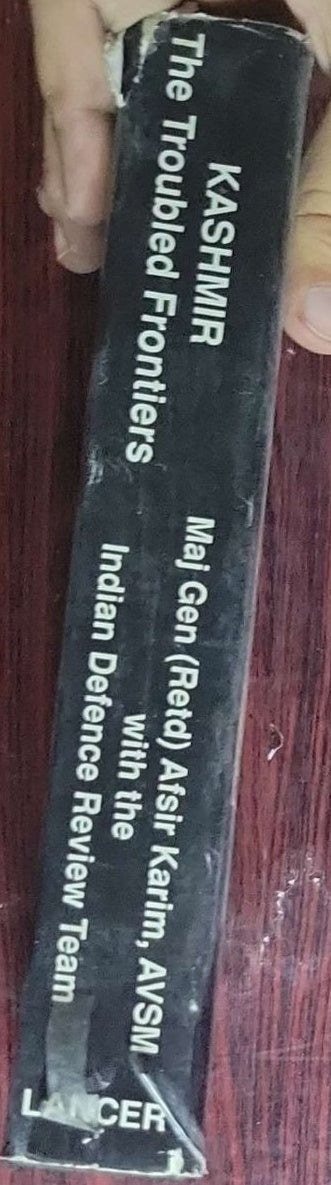 KASHMIR
The Troubled Frontiers
Maj Gen (Retd) Afsir Karim, AVSM
with the
Indian Defence Review Team
LANCER